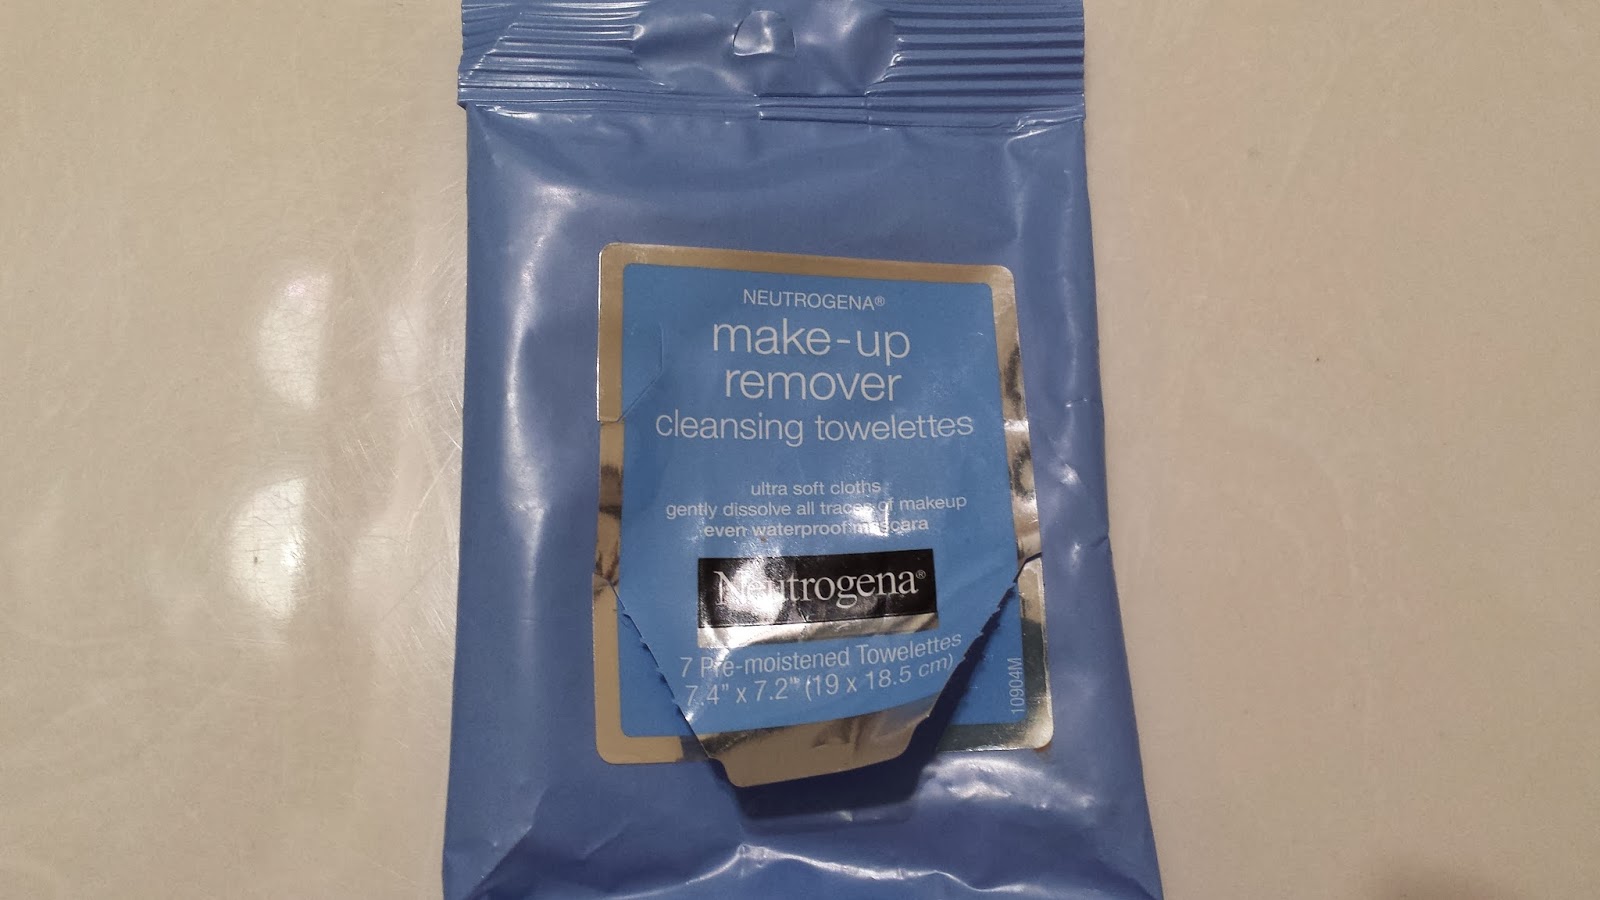 NEUTROGENA®
make-up
remover
cleansing towelettes
ultra soft cloths
gently dissolve all traces of makeup
even waterproof mascara
Neutrogena®
7 Pre-moistened Towelettes
7.4" x 7.2" (19 x 18.5 cm)
10904M